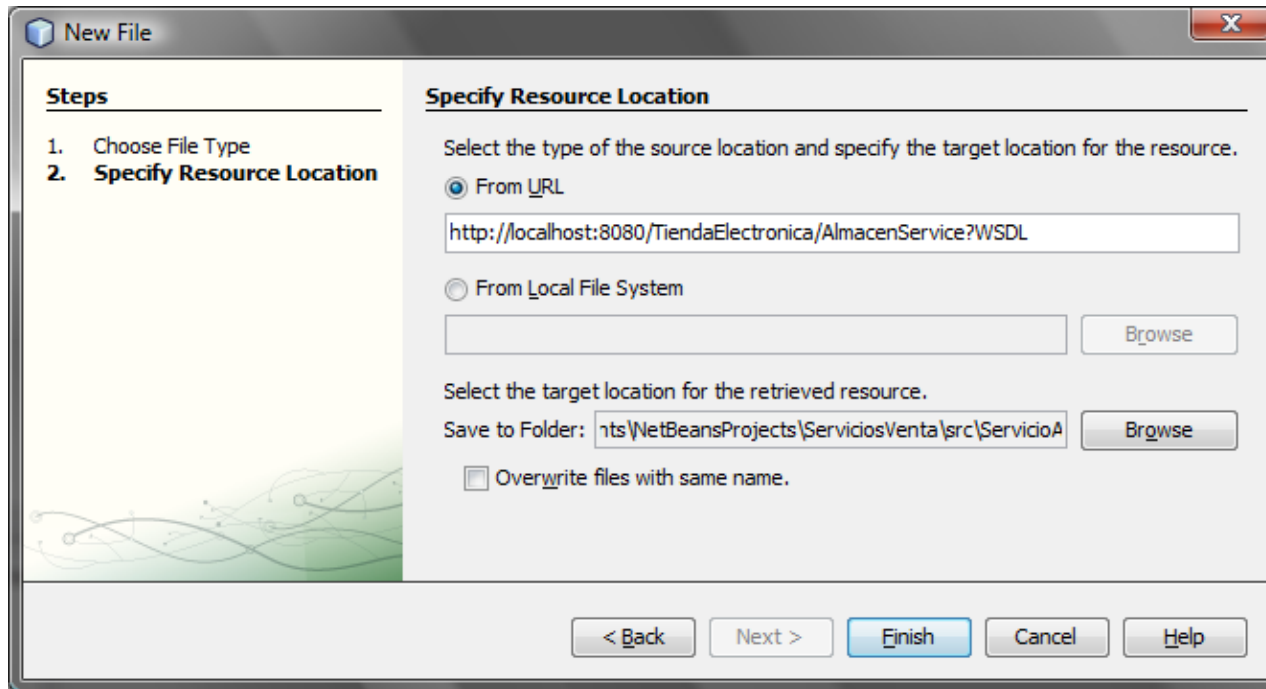 New File
Steps
1. Choose File Type
2. Specify Resource Location
Specify Resource Location
Select the type of the source location and specify the target location for the resource.
From URL
http://localhost:8080/TiendaElectronica/AlmacenService?WSDL
From Local File System
Browse
Select the target location for the retrieved resource.
Save to Folder: nts\NetBeansProjects\ServiciosVenta\src\ServicioA Browse
Overwrite files with same name.
< Back Next > Finish Cancel Help